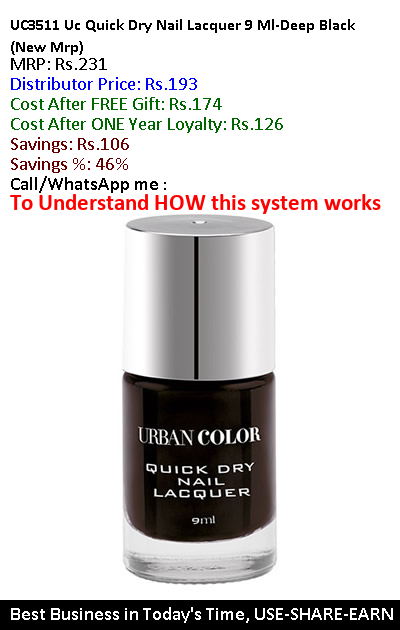 UC3511 Uc Quick Dry Nail Lacquer 9 Ml-Deep Black
(New Mrp)
MRP: Rs.231
Distributor Price: Rs.193
Cost After FREE Gift: Rs.174
Cost After ONE Year Loyalty: Rs.126
Savings: Rs.106
Savings %: 46%
Call/WhatsApp me :
To Understand HOW this system works
URBAN COLOR
QUICK DRY
NAIL
LACQUER
9ml
Best Business in Today's Time, USE-SHARE-EARN